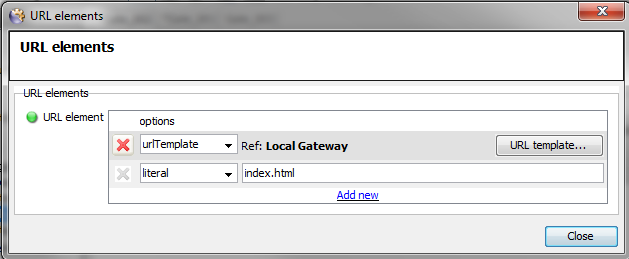 URL elements
URL elements
URL elements
URL element
options
urlTemplate Ref: Local Gateway URL template...
literal index.html
Add new
Close